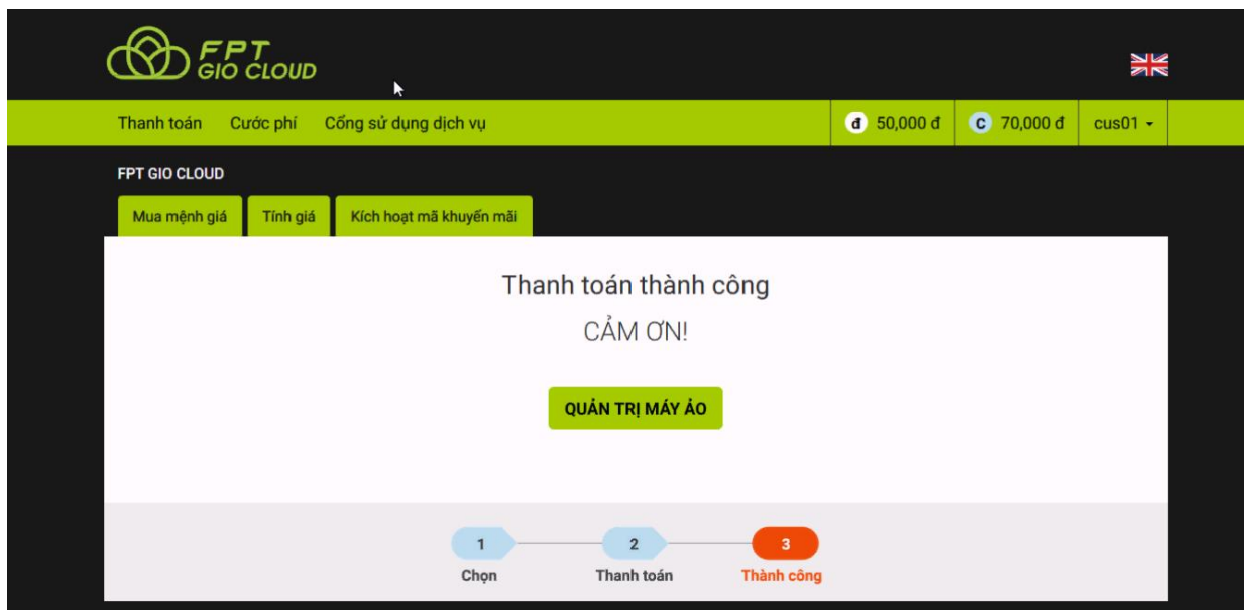 FPT
GIO CLOUD
Thanh toán Cước phí Cổng sử dụng dịch vụ đ 50,000 đ C 70,000 đ cus01
FPT GIO CLOUD
Mua mệnh giá Tính giá Kích hoạt mã khuyến mãi
Thanh toán thành công
CẢM ƠN!
QUẢN TRỊ MÁY ẢO
1 2 3
Chọn Thanh toán Thành công